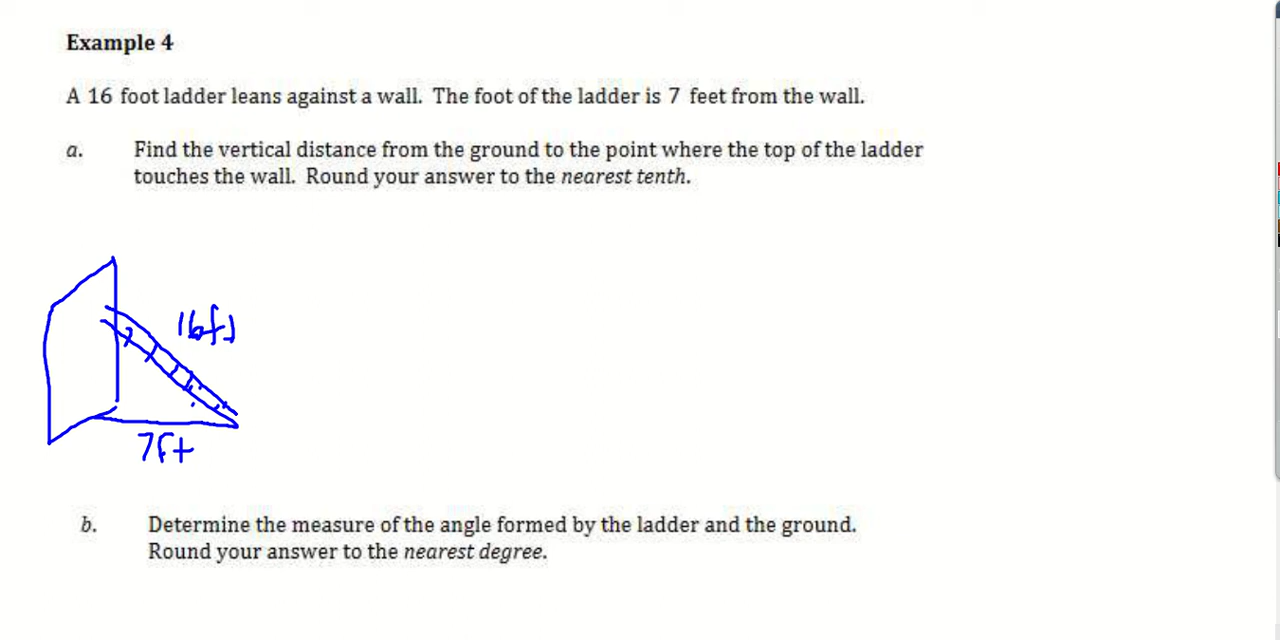 Example 4
A 16 foot ladder leans against a wall. The foot of the ladder is 7 feet from the wall.
a. Find the vertical distance from the ground to the point where the top of the ladder
touches the wall. Round your answer to the nearest tenth.
16ft
7ft
b. Determine the measure of the angle formed by the ladder and the ground.
Round your answer to the nearest degree.